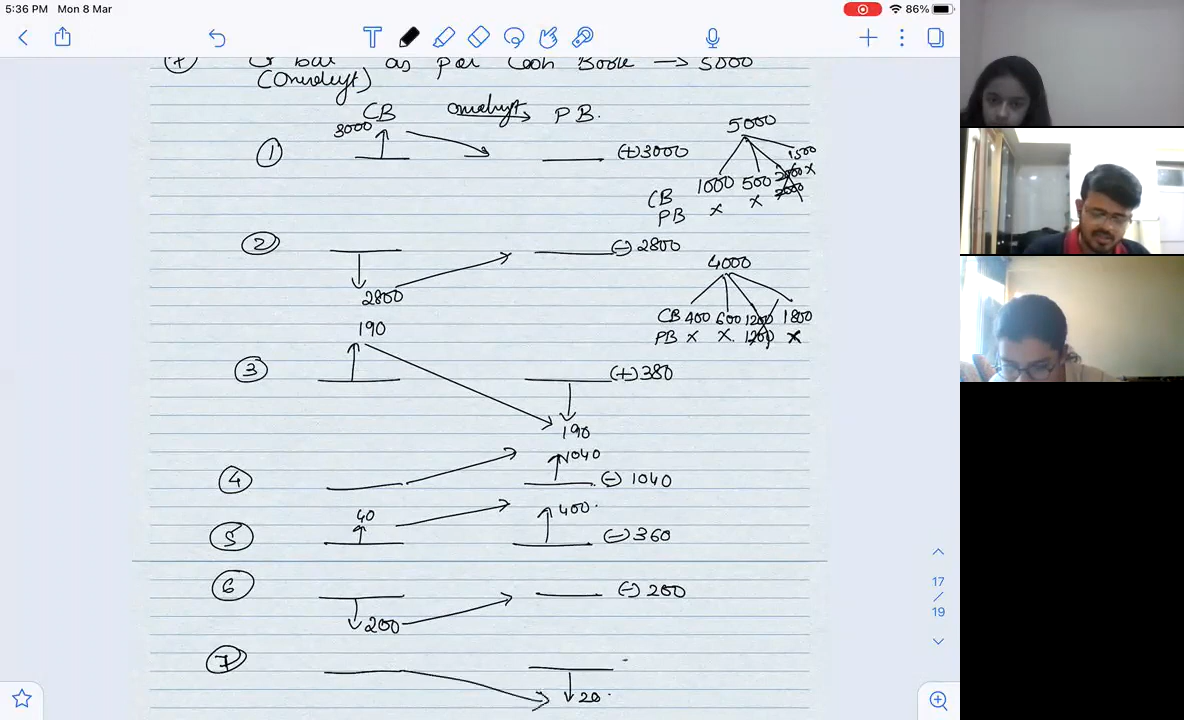 5:36 PM Mon 8 Mar 86%
Cr bal as per Cash Book → 5000
(Overdraft)
CB overdraft PB.
① 3000 (+)3000
5000
1000 500 1500
CB
PB x x x
② 2800 (-) 2800
4000
CB 400 600 1200 1800
PB x x. 1200 x
③ 190 190 (+) 380
④ 1040 (-) 1040
⑤ 40 400. (-) 360
⑥ 200 (-) 200
⑦ 20.
17
/
19